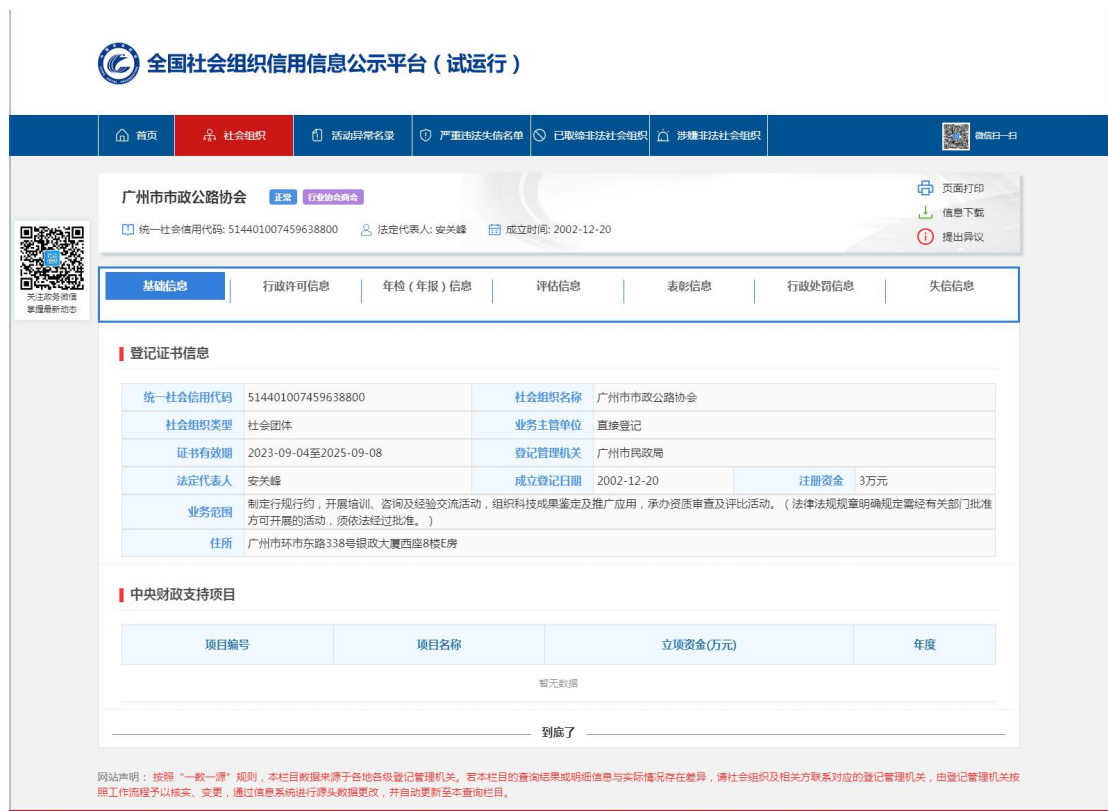 全国社会组织信用信息公示平台（试运行）
首页 社会组织 活动异常名录 严重违法失信名单 已取缔非法社会组织 涉嫌非法社会组织 微信扫一扫
广州市市政公路协会 正常 行业协会商会
页面打印
信息下载
统一社会信用代码: 514401007459638800 法定代表人: 安关峰 成立时间: 2002-12-20
提出异议
关注政务微信
掌握最新动态
基础信息 行政许可信息 年检（年报）信息 评估信息 表彰信息 行政处罚信息 失信信息
登记证书信息
统一社会信用代码 514401007459638800 社会组织名称 广州市市政公路协会
社会组织类型 社会团体 业务主管单位 直接登记
证书有效期 2023-09-04至2025-09-08 登记管理机关 广州市民政局
法定代表人 安关峰 成立登记日期 2002-12-20 注册资金 3万元
业务范围 制定行规行约，开展培训、咨询及经验交流活动，组织科技成果鉴定及推广应用，承办资质审查及评比活动。（法律法规规章明确规定需经有关部门批准
方可开展的活动，须依法经过批准。）
住所 广州市环市东路338号银政大厦西座8楼E房
中央财政支持项目
项目编号 项目名称 立项资金(万元) 年度
暂无数据
到底了
网站声明： 按照“一数一源”规则，本栏目数据来源于各地各级登记管理机关。若本栏目的查询结果或明细信息与实际情况存在差异，请社会组织及相关方联系对应的登记管理机关，由登记管理机关按
照工作流程予以核实、变更，通过信息系统进行源头数据更改，并自动更新至本查询栏目。